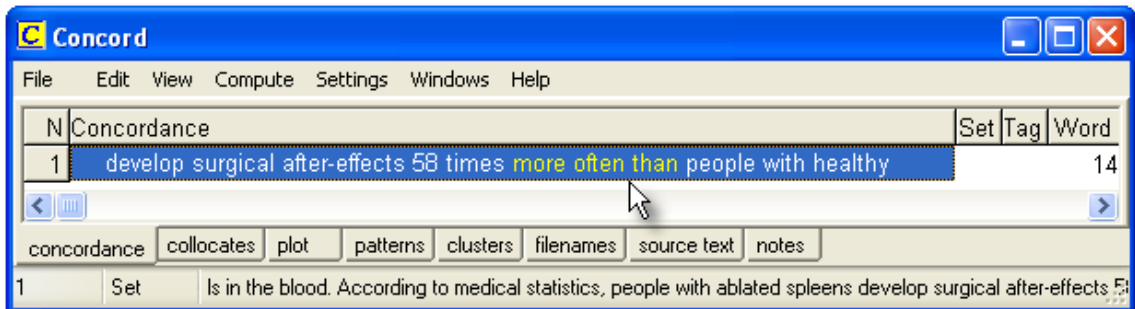 C Concord
File Edit View Compute Settings Windows Help
N Concordance Set Tag Word
1 develop surgical after-effects 58 times more often than people with healthy 14
concordance collocates plot patterns clusters filenames source text notes
1 Set Is in the blood. According to medical statistics, people with ablated spleens develop surgical after-effects